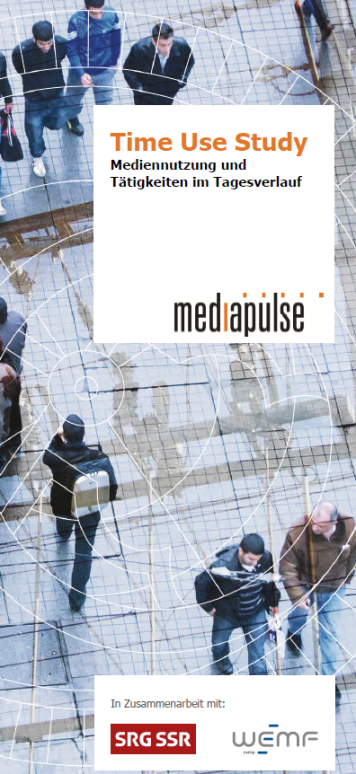 Time Use Study
Mediennutzung und
Tätigkeiten im Tagesverlauf
mediapulse
In Zusammenarbeit mit:
SRG SSR
WEMF